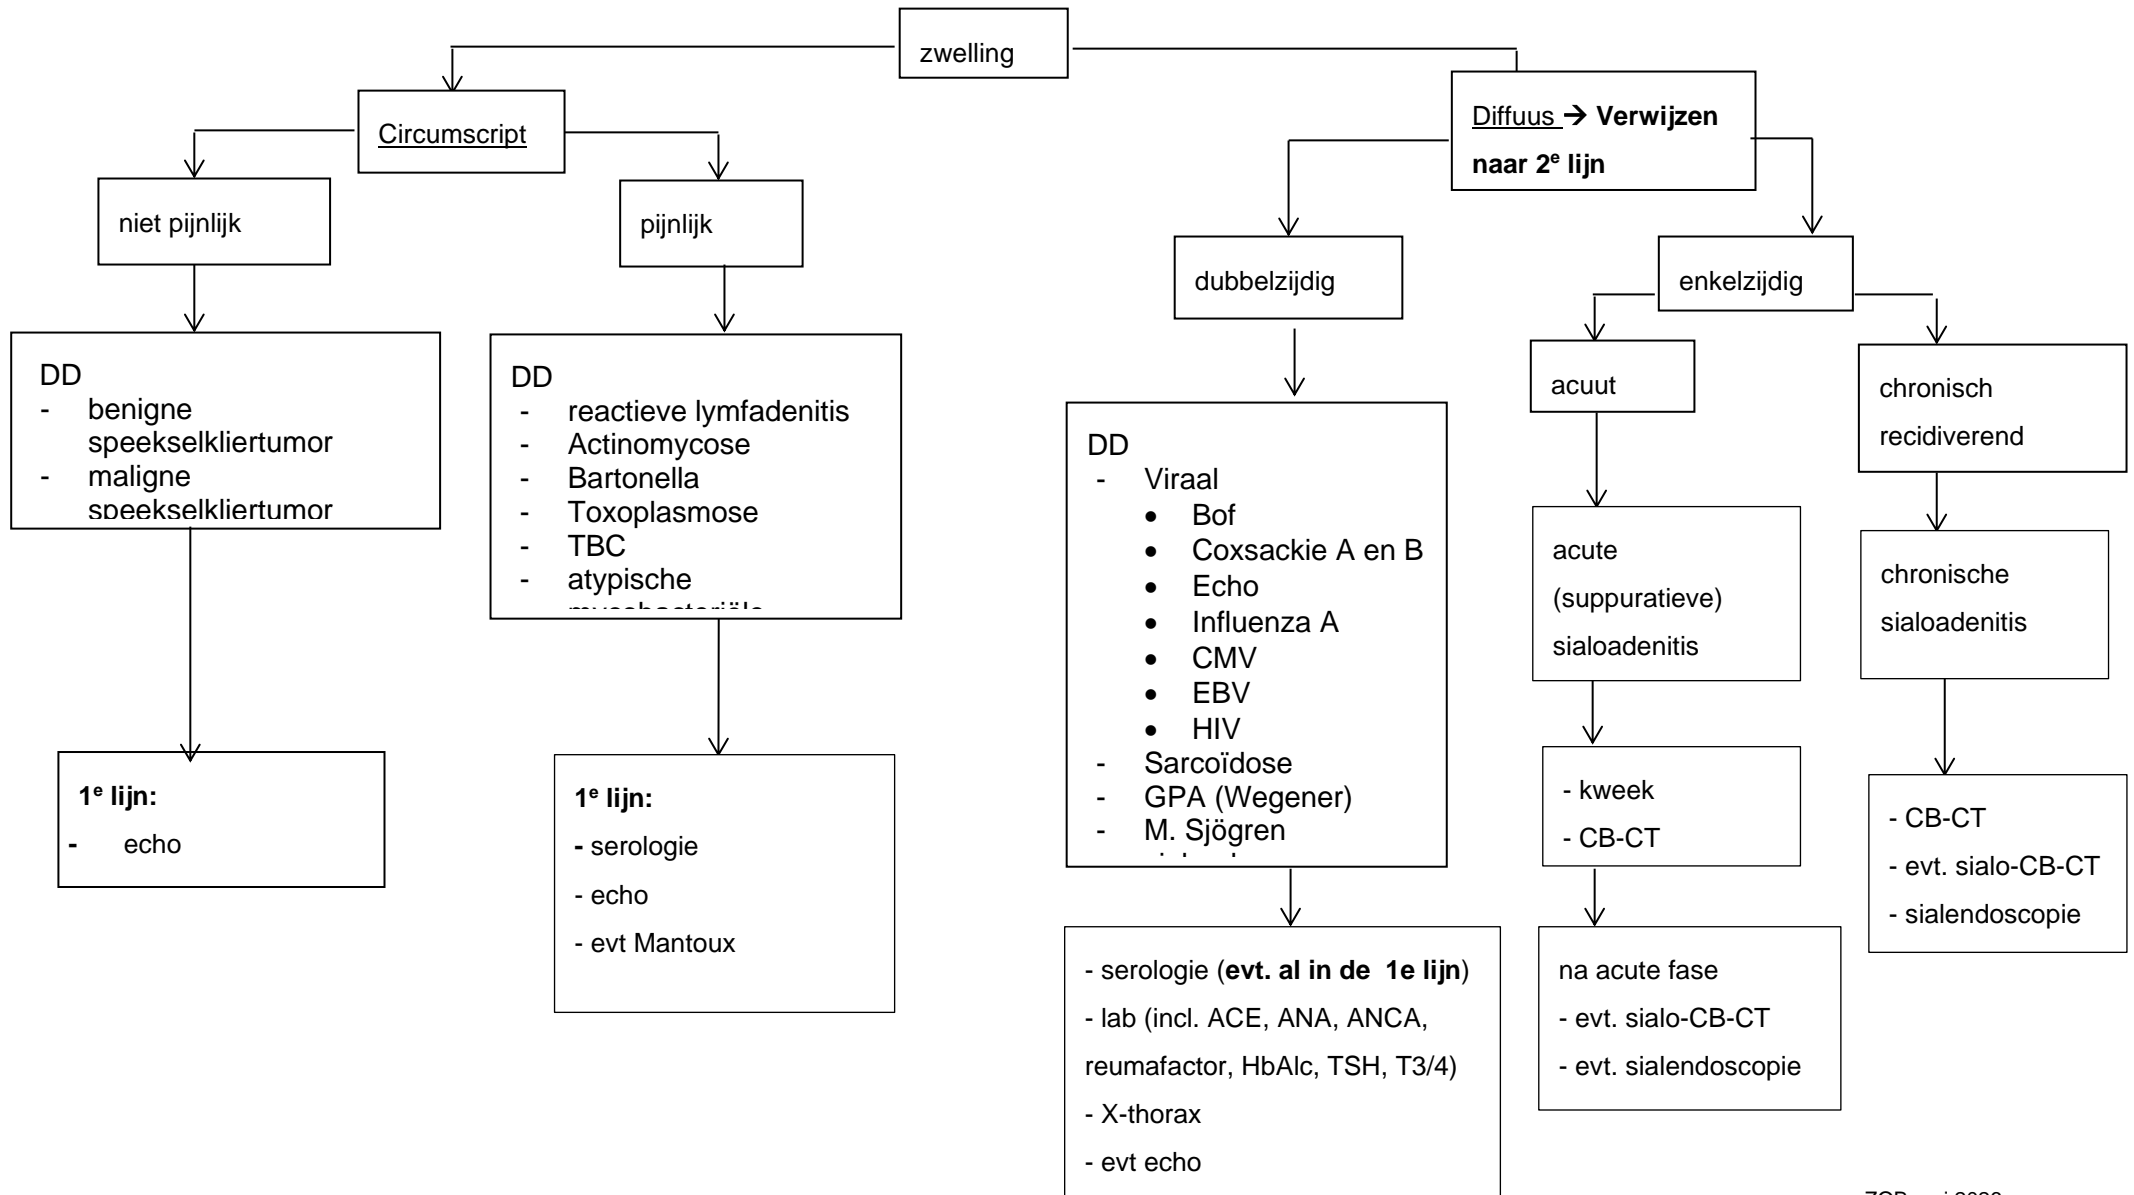 zwelling
Circumscript
Diffuus → Verwijzen
naar 2e lijn
niet pijnlijk
pijnlijk
dubbelzijdig
enkelzijdig
DD
- benigne
speekselkliertumor
- maligne
speekselkliertumor
DD
- reactieve lymfadenitis
- Actinomycose
- Bartonella
- Toxoplasmose
- TBC
- atypische
DD
- Viraal
• Bof
• Coxsackie A en B
• Echo
• Influenza A
• CMV
• EBV
• HIV
- Sarcoïdose
- GPA (Wegener)
- M. Sjögren
acuut
chronisch
recidiverend
acute
(suppuratieve)
sialoadenitis
chronische
sialoadenitis
1e lijn:
- echo
1e lijn:
- serologie
- echo
- evt Mantoux
- kweek
- CB-CT
- CB-CT
- evt. sialo-CB-CT
- sialendoscopie
- serologie (evt. al in de 1e lijn)
- lab (incl. ACE, ANA, ANCA,
reumafactor, HbAlc, TSH, T3/4)
- X-thorax
- evt echo
na acute fase
- evt. sialo-CB-CT
- evt. sialendoscopie